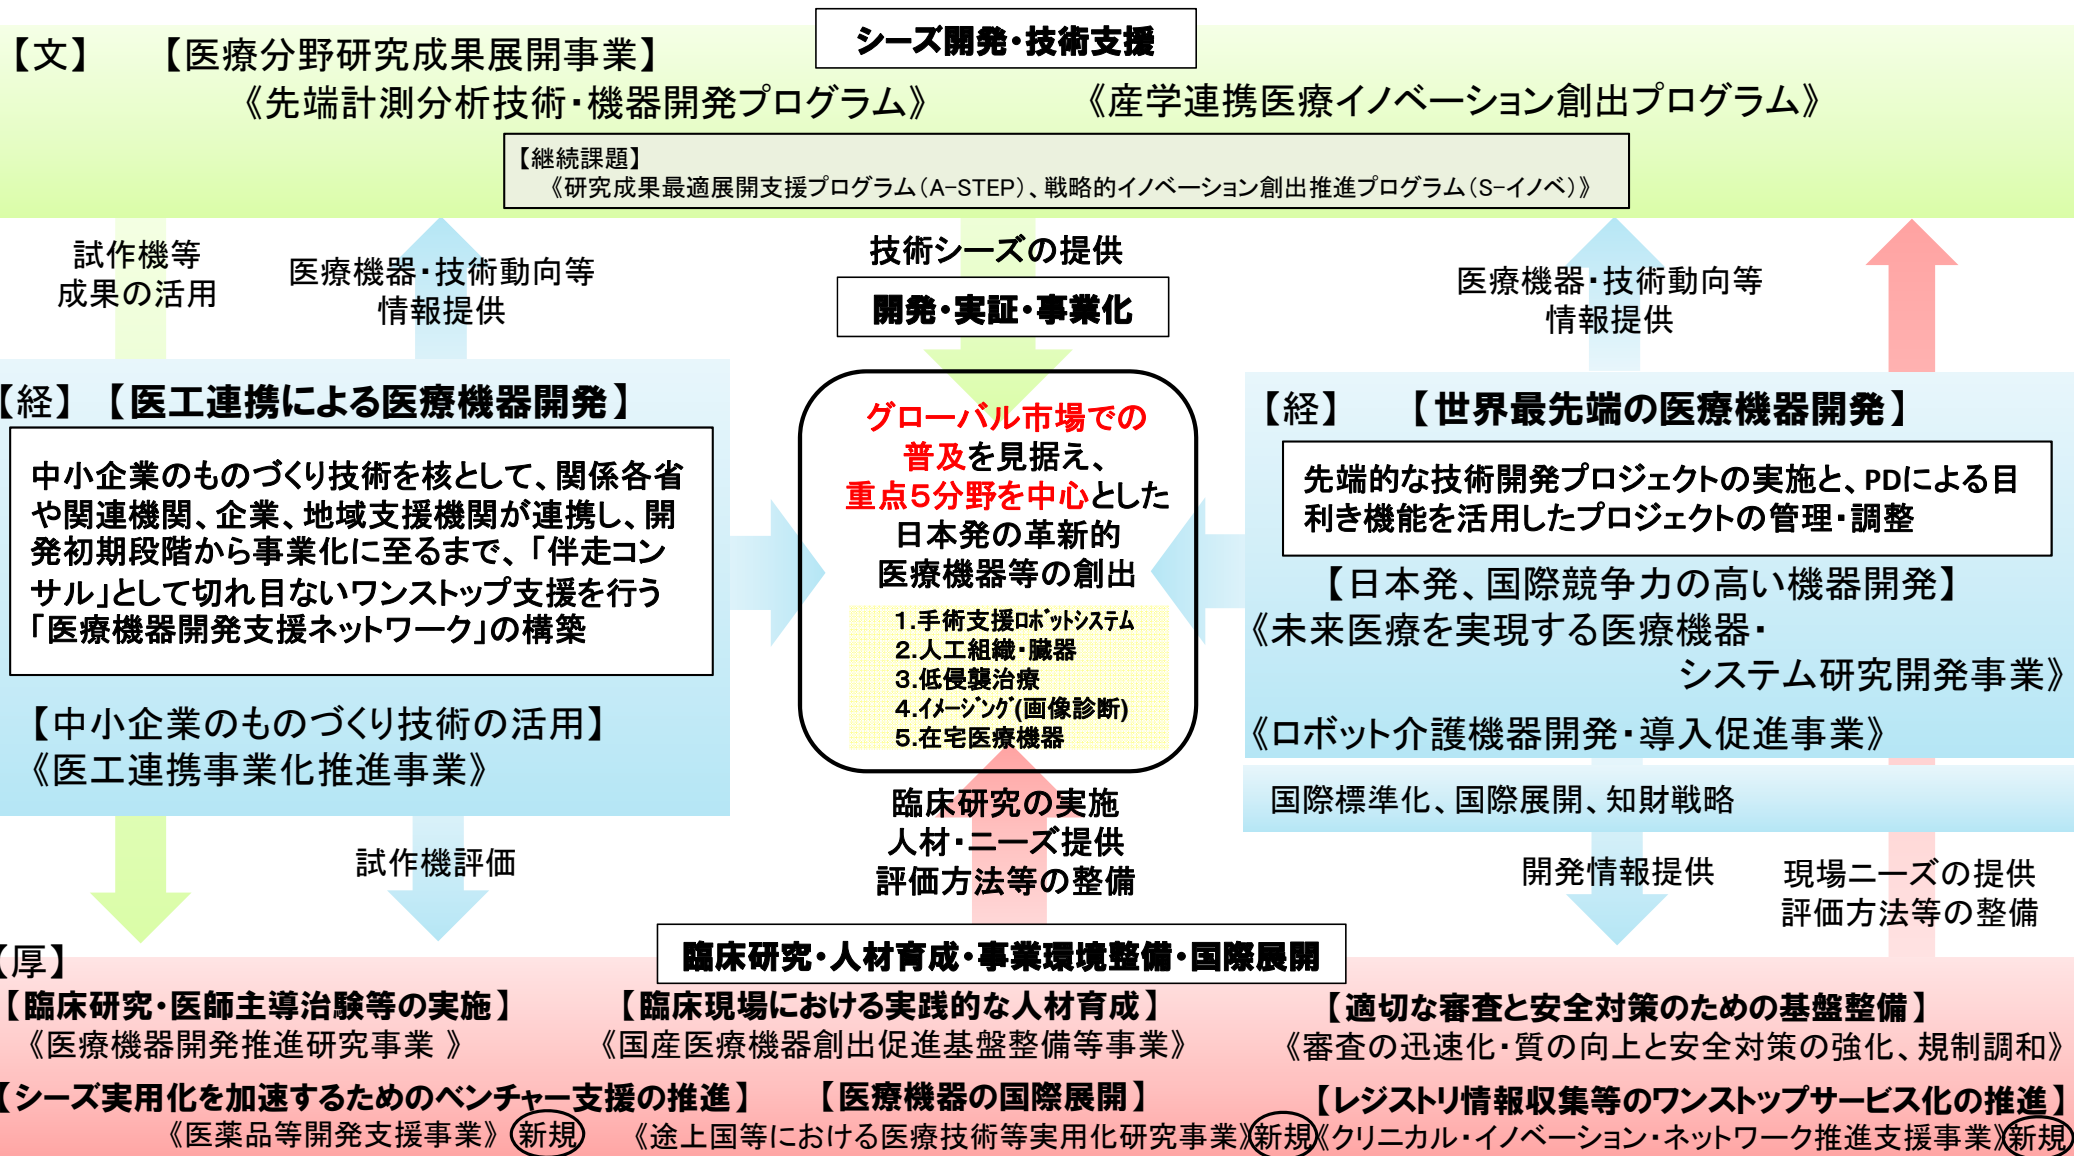 シーズ開発・技術支援
【文】 【医療分野研究成果展開事業】
《先端計測分析技術・機器開発プログラム》 《産学連携医療イノベーション創出プログラム》
【継続課題】
《研究成果最適展開支援プログラム（A-STEP）、戦略的イノベーション創出推進プログラム（S-イノベ）》
試作機等
成果の活用
医療機器・技術動向等
情報提供
技術シーズの提供
開発・実証・事業化
医療機器・技術動向等
情報提供
【経】 【医工連携による医療機器開発】
中小企業のものづくり技術を核として、関係各省
や関連機関、企業、地域支援機関が連携し、開
発初期段階から事業化に至るまで、「伴走コン
サル」として切れ目ないワンストップ支援を行う
「医療機器開発支援ネットワーク」の構築
【中小企業のものづくり技術の活用】
《医工連携事業化推進事業》
グローバル市場での
普及を見据え、
重点5分野を中心とした
日本発の革新的
医療機器等の創出
1.手術支援ﾛﾎﾞｯﾄｼｽﾃﾑ
2.人工組織・臓器
3.低侵襲治療
4.ｲﾒｰｼﾞﾝｸﾞ(画像診断)
5.在宅医療機器
【経】 【世界最先端の医療機器開発】
先端的な技術開発プロジェクトの実施と、PDによる目
利き機能を活用したプロジェクトの管理・調整
【日本発、国際競争力の高い機器開発】
《未来医療を実現する医療機器・
システム研究開発事業》
《ロボット介護機器開発・導入促進事業》
国際標準化、国際展開、知財戦略
試作機評価
臨床研究の実施
人材・ニーズ提供
評価方法等の整備
開発情報提供
現場ニーズの提供
評価方法等の整備
【厚】
臨床研究・人材育成・事業環境整備・国際展開
【臨床研究・医師主導治験等の実施】 【臨床現場における実践的な人材育成】 【適切な審査と安全対策のための基盤整備】
《医療機器開発推進研究事業 》 《国産医療機器創出促進基盤整備等事業》 《審査の迅速化・質の向上と安全対策の強化、規制調和》
【シーズ実用化を加速するためのベンチャー支援の推進】 【医療機器の国際展開】 【レジストリ情報収集等のワンストップサービス化の推進】
《医薬品等開発支援事業》 新規 《途上国等における医療技術等実用化研究事業》新規《クリニカル・イノベーション・ネットワーク推進支援事業》新規